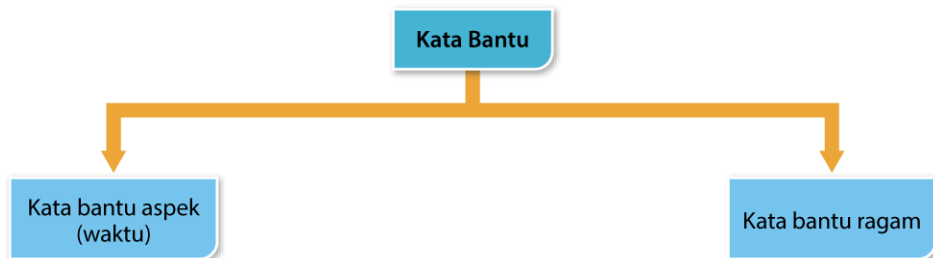 Kata Bantu
Kata bantu aspek
(waktu)
Kata bantu ragam